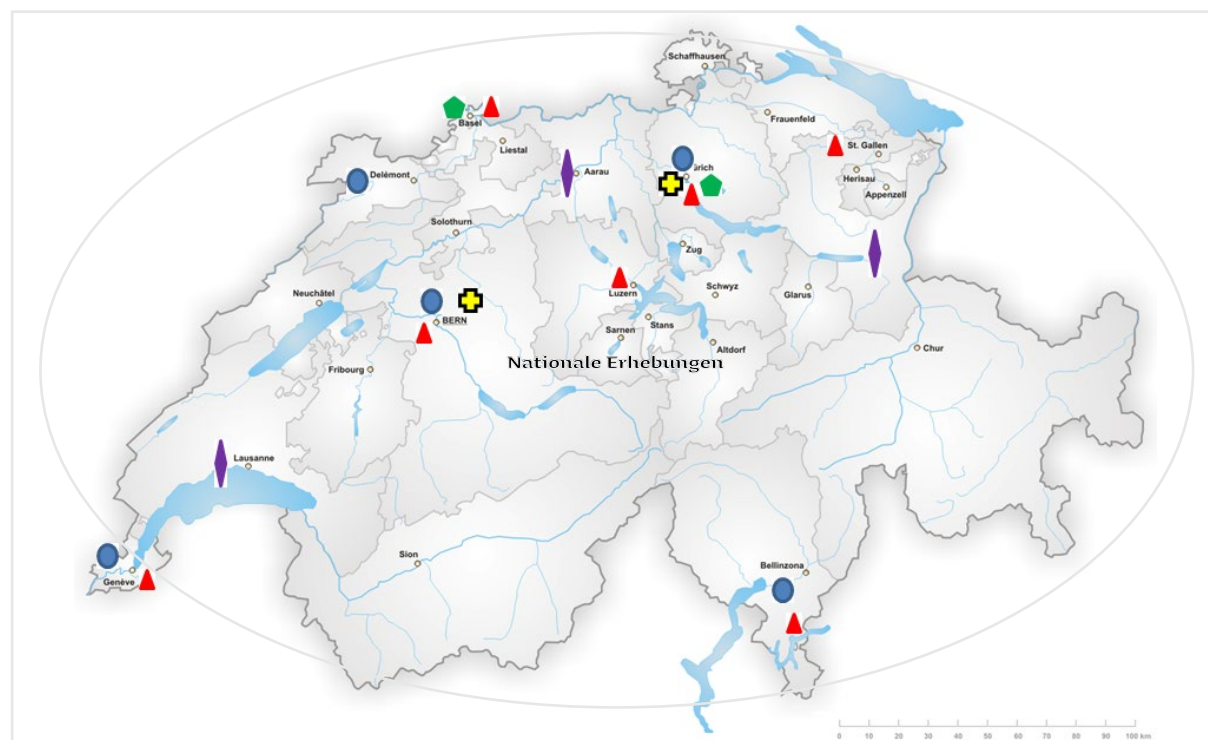 Schaffhausen
Frauenfeld
Basel
Liestal
St. Gallen
Delémont
Aarau
ürich
Herisau
Appenzell
Solothurn
Zug
Neuchâtel
Luzern
Schwyz
Glarus
BERN
Sarnen
Stans
Altdorf
Chur
Nationale Erhebungen
Fribourg
Lausanne
Sion
Bellinzona
Genève
0 10 20 30 40 50 60 70 80 90 100 km